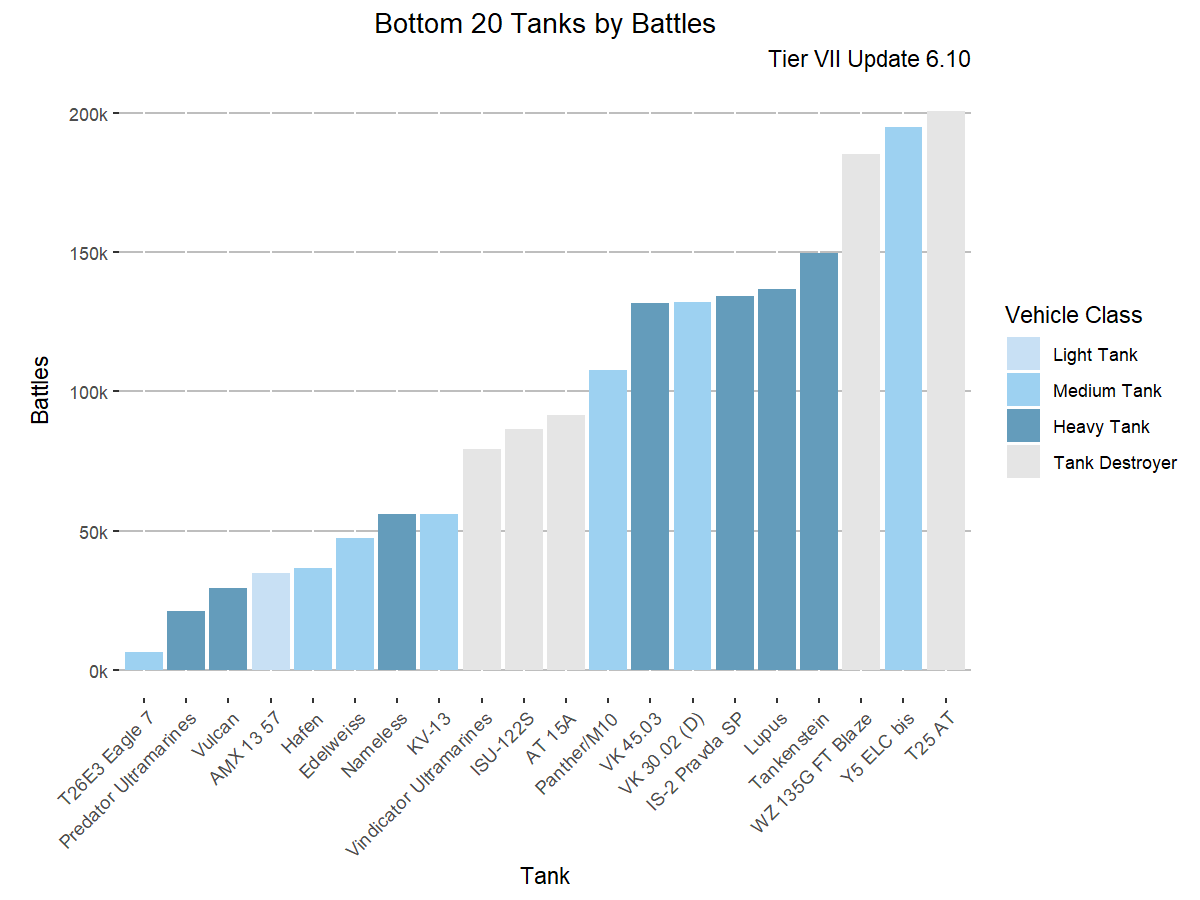 Bottom 20 Tanks by Battles
Tier VII Update 6.10
200k
150k
100k
50k
0k
Battles
T26E3 Eagle 7
Predator Ultramarines
Vulcan
AMX 13 57
Hafen
Edelweiss
Nameless
KV-13
Vindicator Ultramarines
ISU-122S
AT 15A
Panther/M10
VK 45.03
VK 30.02 (D)
IS-2 Pravda SP
Lupus
Tankenstein
WZ 135G FT Blaze
Y5 ELC bis
T25 AT
Tank
Vehicle Class
Light Tank
Medium Tank
Heavy Tank
Tank Destroyer